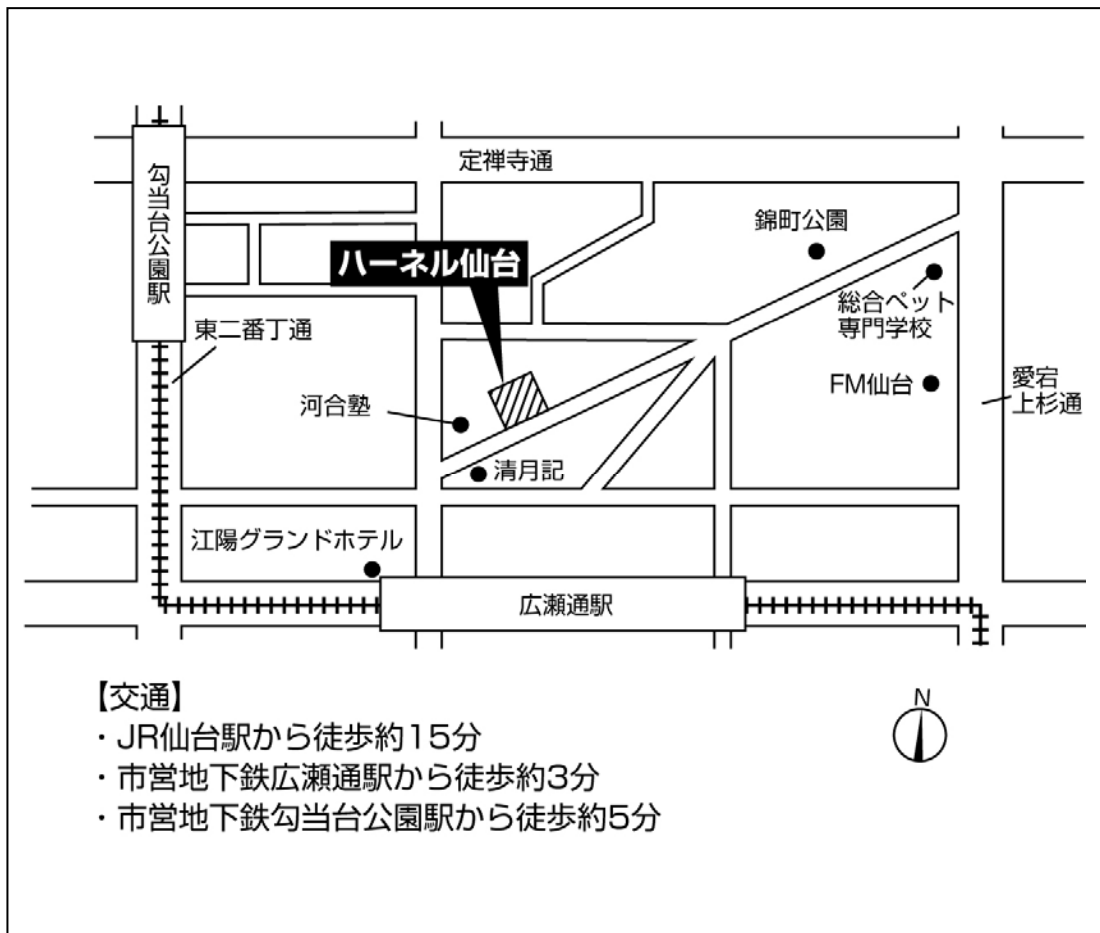 定禅寺通
勾当台公園駅
錦町公園
ハーネル仙台
総合ペット
専門学校
東二番丁通
FM仙台
愛宕
上杉通
河合塾
清月記
江陽グランドホテル
広瀬通駅
【交通】
・JR仙台駅から徒歩約15分
・市営地下鉄広瀬通駅から徒歩約3分
・市営地下鉄勾当台公園駅から徒歩約5分
N